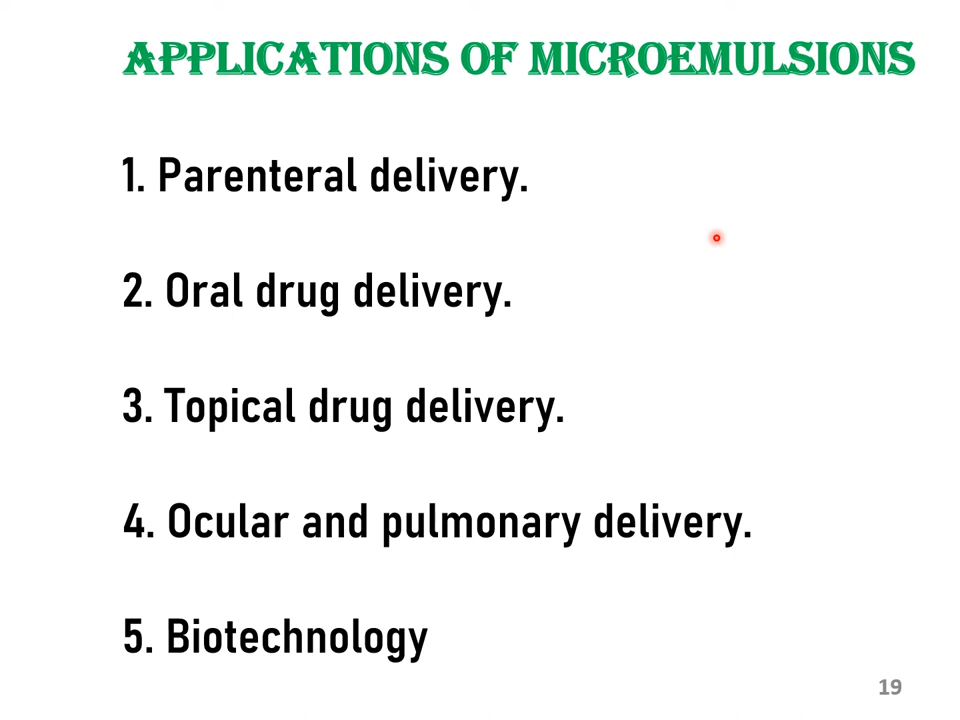 APPLICATIONS OF MICROEMULSIONS
1. Parenteral delivery.
2. Oral drug delivery.
3. Topical drug delivery.
4. Ocular and pulmonary delivery.
5. Biotechnology
19